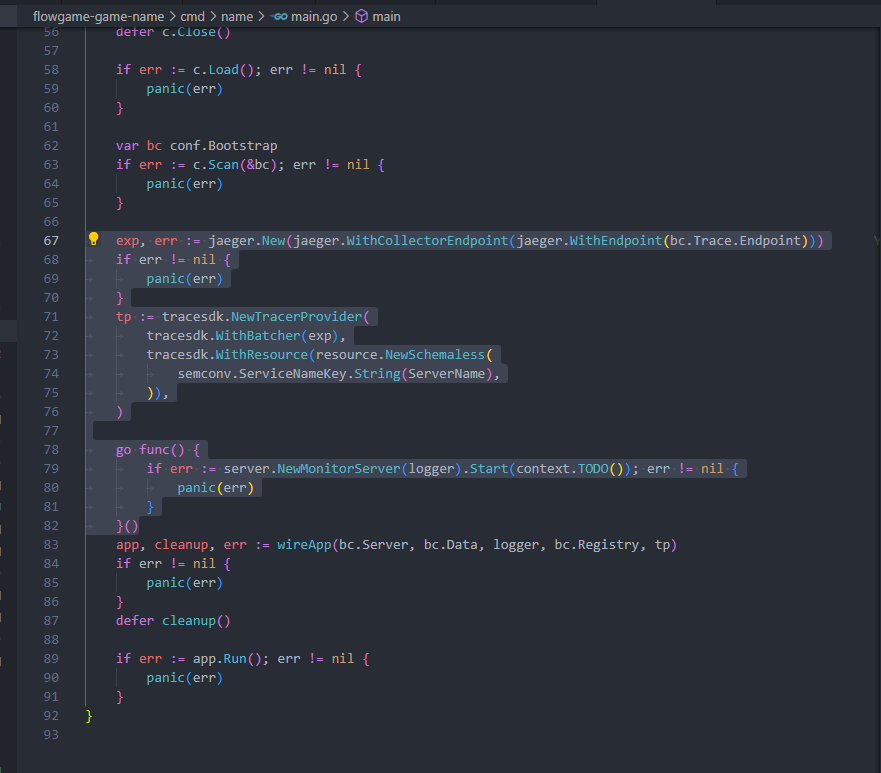 flowgame-game-name > cmd > name > main.go > main
56 defer c.Close()
57
58 if err := c.Load(); err != nil {
59 panic(err)
60 }
61
62 var bc conf.Bootstrap
63 if err := c.Scan(&bc); err != nil {
64 panic(err)
65 }
66
67 exp, err := jaeger.New(jaeger.WithCollectorEndpoint(jaeger.WithEndpoint(bc.Trace.Endpoint)))
68 if err != nil {
69 panic(err)
70 }
71 tp := tracesdk.NewTracerProvider(
72 tracesdk.WithBatcher(exp),
73 tracesdk.WithResource(resource.NewSchemaless(
74 semconv.ServiceNameKey.String(ServerName),
75 )),
76 )
77
78 go func() {
79 if err := server.NewMonitorServer(logger).Start(context.TODO()); err != nil {
80 panic(err)
81 }
82 }()
83 app, cleanup, err := wireApp(bc.Server, bc.Data, logger, bc.Registry, tp)
84 if err != nil {
85 panic(err)
86 }
87 defer cleanup()
88
89 if err := app.Run(); err != nil {
90 panic(err)
91 }
92 }
93